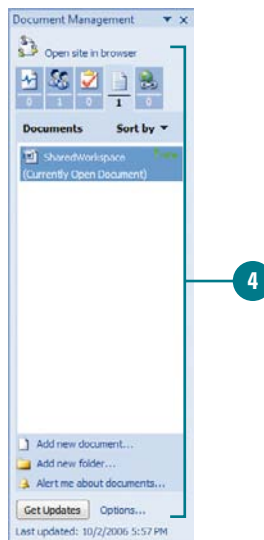 Document Management
Open site in browser
0 1 0 1 0
Documents Sort by
SharedWorkspace
(Currently Open Document)
4
Add new document...
Add new folder...
Alert me about documents...
Get Updates Options...
Last updated: 10/2/2006 5:57 PM